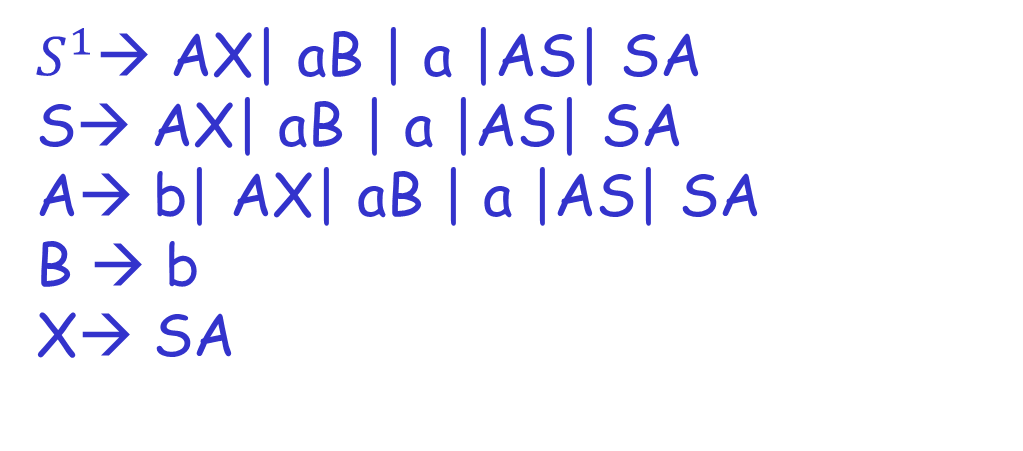 S¹→ AX| aB | a |AS| SA
S→ AX| aB | a |AS| SA
A→ b| AX| aB | a |AS| SA
B → b
X→ SA